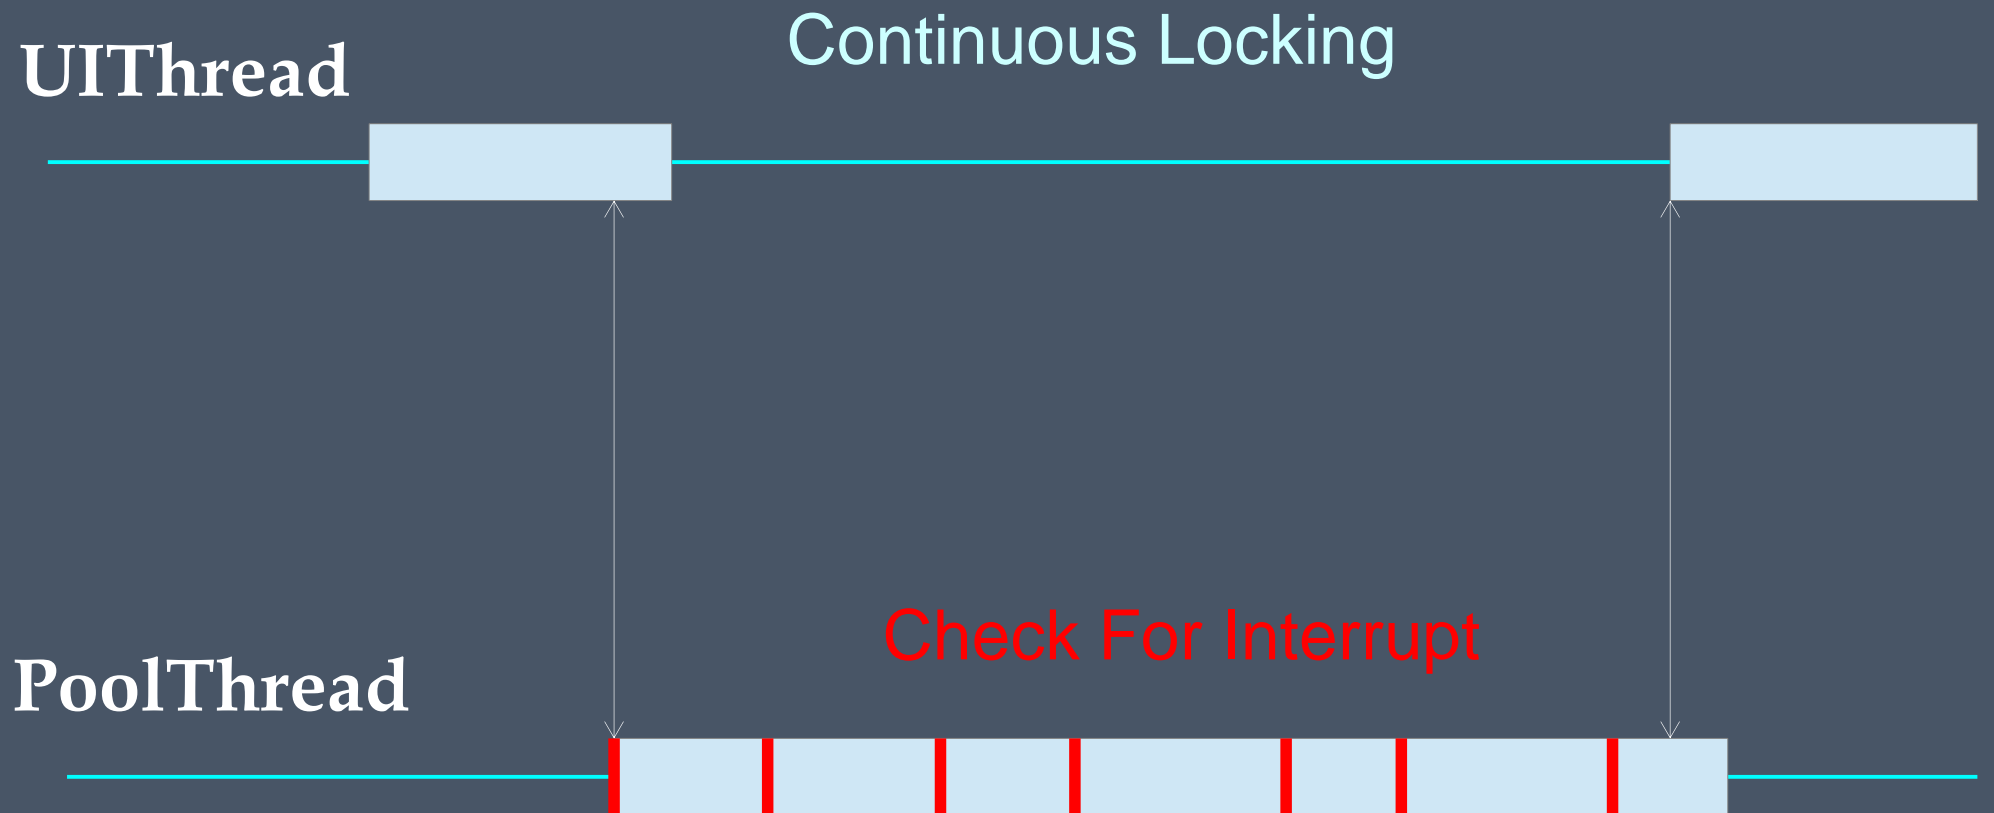 Continuous Locking
UIThread
Check For Interrupt
PoolThread